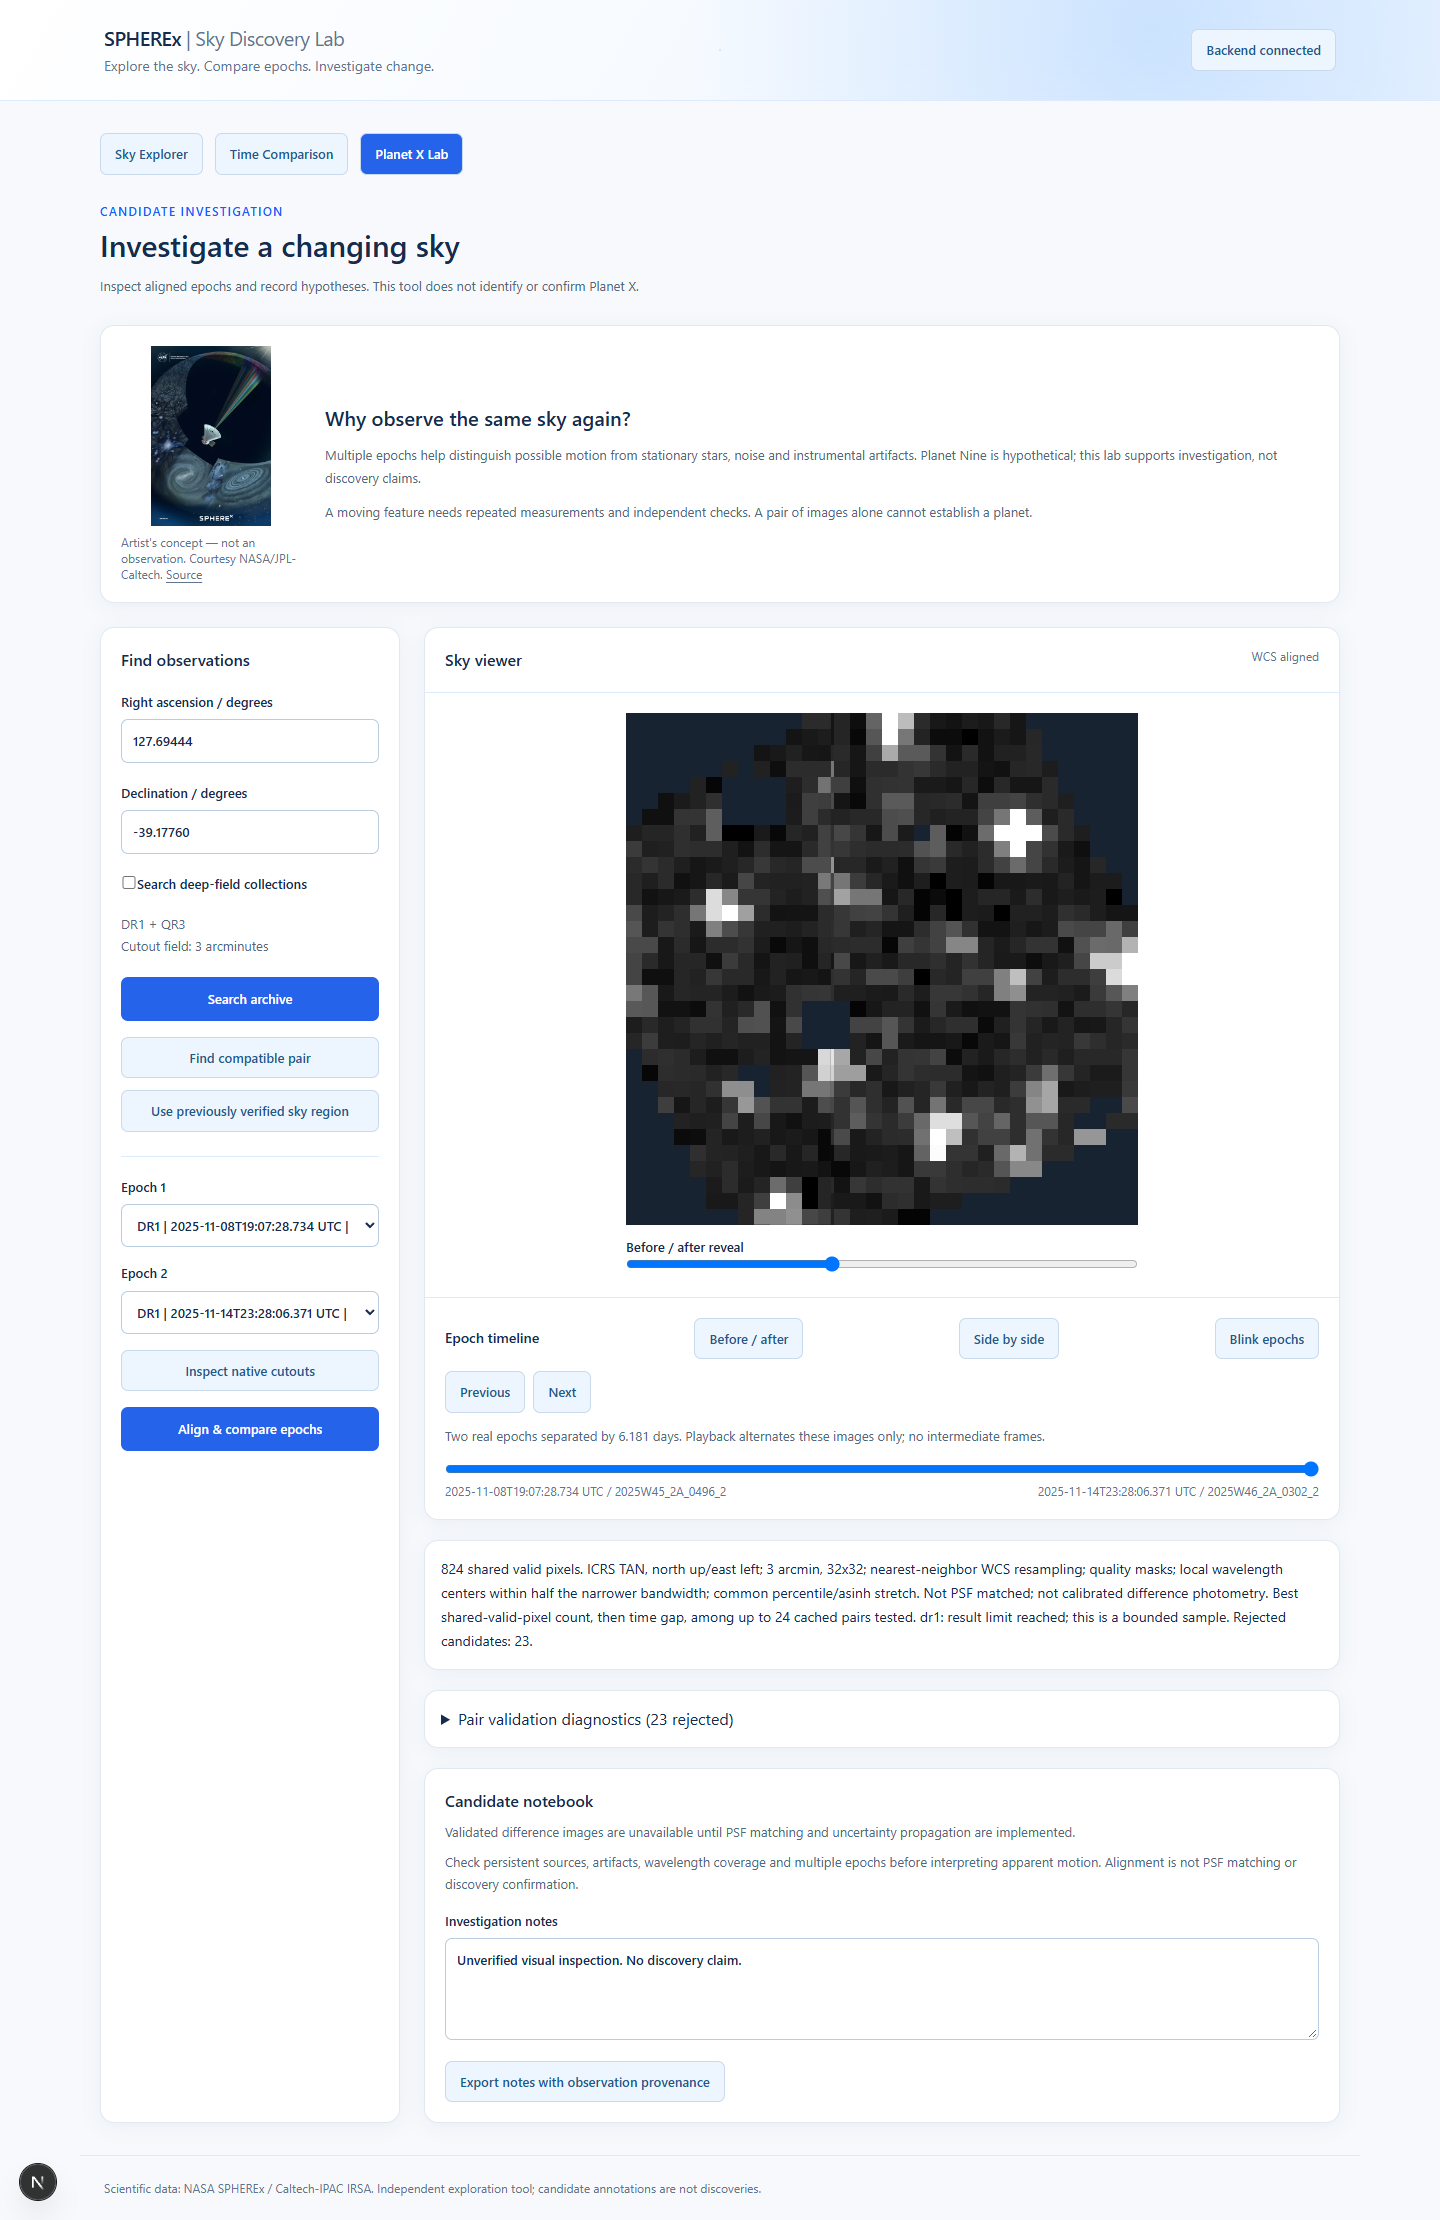 SPHEREx | Sky Discovery Lab
Explore the sky. Compare epochs. Investigate change.
Backend connected
Sky Explorer
Time Comparison
Planet X Lab
CANDIDATE INVESTIGATION
Investigate a changing sky
Inspect aligned epochs and record hypotheses. This tool does not identify or confirm Planet X.
SPHEREx
Artist's concept — not an
observation. Courtesy NASA/JPL-
Caltech. Source
Why observe the same sky again?
Multiple epochs help distinguish possible motion from stationary stars, noise and instrumental artifacts. Planet Nine is hypothetical; this lab supports investigation, not
discovery claims.
A moving feature needs repeated measurements and independent checks. A pair of images alone cannot establish a planet.
Find observations
Right ascension / degrees
127.69444
Declination / degrees
-39.17760
Search deep-field collections
DR1 + QR3
Cutout field: 3 arcminutes
Search archive
Find compatible pair
Use previously verified sky region
Epoch 1
DR1 | 2025-11-08T19:07:28.734 UTC |
Epoch 2
DR1 | 2025-11-14T23:28:06.371 UTC |
Inspect native cutouts
Align & compare epochs
Sky viewer
WCS aligned
Before / after reveal
Epoch timeline
Before / after
Side by side
Blink epochs
Previous
Next
Two real epochs separated by 6.181 days. Playback alternates these images only; no intermediate frames.
2025-11-08T19:07:28.734 UTC / 2025W45_2A_0496_2
2025-11-14T23:28:06.371 UTC / 2025W46_2A_0302_2
824 shared valid pixels. ICRS TAN, north up/east left; 3 arcmin, 32x32; nearest-neighbor WCS resampling; quality masks; local wavelength
centers within half the narrower bandwidth; common percentile/asinh stretch. Not PSF matched; not calibrated difference photometry. Best
shared-valid-pixel count, then time gap, among up to 24 cached pairs tested. dr1: result limit reached; this is a bounded sample. Rejected
candidates: 23.
Pair validation diagnostics (23 rejected)
Candidate notebook
Validated difference images are unavailable until PSF matching and uncertainty propagation are implemented.
Check persistent sources, artifacts, wavelength coverage and multiple epochs before interpreting apparent motion. Alignment is not PSF matching or
discovery confirmation.
Investigation notes
Unverified visual inspection. No discovery claim.
Export notes with observation provenance
N
Scientific data: NASA SPHEREx / Caltech-IPAC IRSA. Independent exploration tool; candidate annotations are not discoveries.